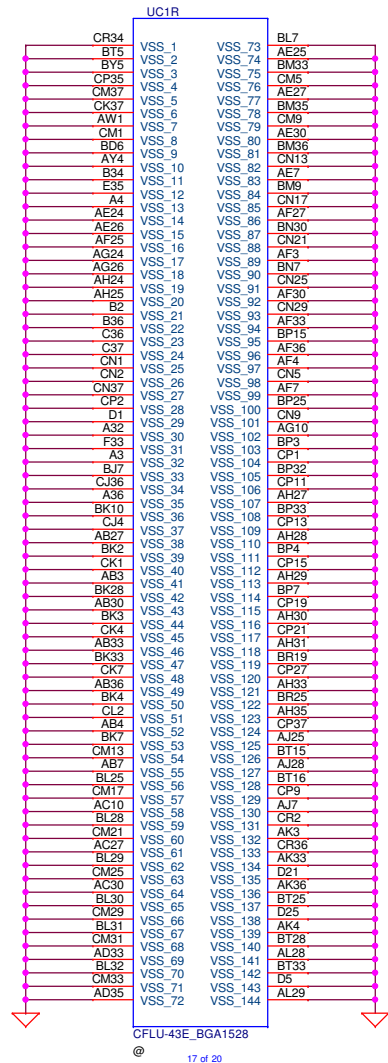 UC1R
CR34 VSS_1 VSS_73 BL7
BT5 VSS_2 VSS_74 AE25
BY5 VSS_3 VSS_75 BM33
CP35 VSS_4 VSS_76 CM5
CM37 VSS_5 VSS_77 AE27
CK37 VSS_6 VSS_78 BM35
AW1 VSS_7 VSS_79 CM9
CM1 VSS_8 VSS_80 AE30
BD6 VSS_9 VSS_81 BM36
AY4 VSS_10 VSS_82 CN13
B34 VSS_11 VSS_83 AE7
E35 VSS_12 VSS_84 BM9
A4 VSS_13 VSS_85 CN17
AE24 VSS_14 VSS_86 AF27
AE26 VSS_15 VSS_87 BN30
AF25 VSS_16 VSS_88 CN21
AG24 VSS_17 VSS_89 AF3
AG26 VSS_18 VSS_90 BN7
AH24 VSS_19 VSS_91 CN25
AH25 VSS_20 VSS_92 AF30
B2 VSS_21 VSS_93 CN29
B36 VSS_22 VSS_94 AF33
C36 VSS_23 VSS_95 BP15
C37 VSS_24 VSS_96 AF36
CN1 VSS_25 VSS_97 AF4
CN2 VSS_26 VSS_98 CN5
CN37 VSS_27 VSS_99 AF7
CP2 VSS_28 VSS_100 BP25
D1 VSS_29 VSS_101 CN9
A32 VSS_30 VSS_102 AG10
F33 VSS_31 VSS_103 BP3
A3 VSS_32 VSS_104 CP1
BJ7 VSS_33 VSS_105 BP32
CJ36 VSS_34 VSS_106 CP11
A36 VSS_35 VSS_107 AH27
BK10 VSS_36 VSS_108 BP33
CJ4 VSS_37 VSS_109 CP13
AB27 VSS_38 VSS_110 AH28
BK2 VSS_39 VSS_111 BP4
CK1 VSS_40 VSS_112 CP15
AB3 VSS_41 VSS_113 AH29
BK28 VSS_42 VSS_114 BP7
AB30 VSS_43 VSS_115 CP19
BK3 VSS_44 VSS_116 AH30
CK4 VSS_45 VSS_117 CP21
AB33 VSS_46 VSS_118 AH31
BK33 VSS_47 VSS_119 BR19
CK7 VSS_48 VSS_120 CP27
AB36 VSS_49 VSS_121 AH33
BK4 VSS_50 VSS_122 BR25
CL2 VSS_51 VSS_123 AH35
AB4 VSS_52 VSS_124 CP37
BK7 VSS_53 VSS_125 AJ25
CM13 VSS_54 VSS_126 BT15
AB7 VSS_55 VSS_127 AJ28
BL25 VSS_56 VSS_128 BT16
CM17 VSS_57 VSS_129 CP9
AC10 VSS_58 VSS_130 AJ7
BL28 VSS_59 VSS_131 CR2
CM21 VSS_60 VSS_132 AK3
AC27 VSS_61 VSS_133 CR36
BL29 VSS_62 VSS_134 AK33
CM25 VSS_63 VSS_135 D21
AC30 VSS_64 VSS_136 AK36
BL30 VSS_65 VSS_137 BT25
CM29 VSS_66 VSS_138 D25
BL31 VSS_67 VSS_139 AK4
CM31 VSS_68 VSS_140 BT28
AD33 VSS_69 VSS_141 AL28
BL32 VSS_70 VSS_142 BT33
CM33 VSS_71 VSS_143 D5
AD35 VSS_72 VSS_144 AL29
CFLU-43E_BGA1528
@
17 of 20